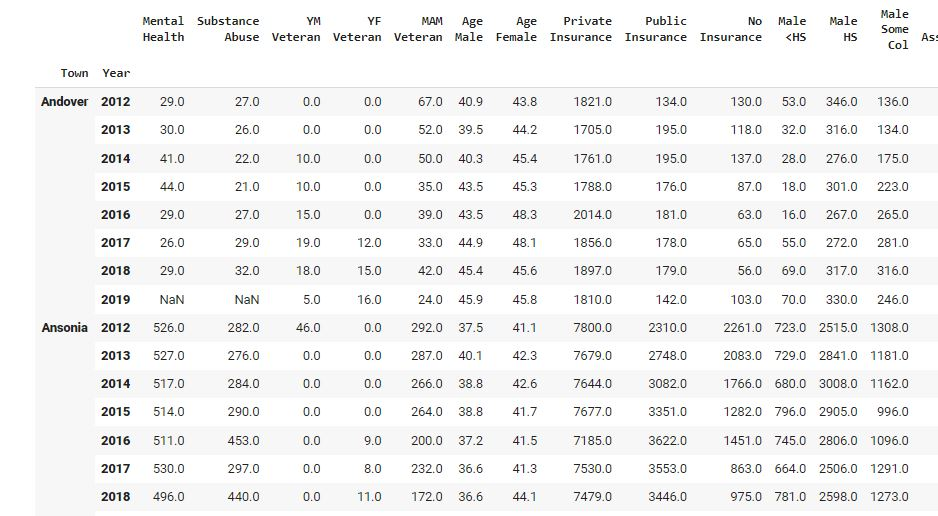 Male
Mental Substance YM YF MAM Age Age Private Public No Male Male Some
Health Abuse Veteran Veteran Veteran Male Female Insurance Insurance Insurance <HS HS Col
Town Year
Andover 2012 29.0 27.0 0.0 0.0 67.0 40.9 43.8 1821.0 134.0 130.0 53.0 346.0 136.0
2013 30.0 26.0 0.0 0.0 52.0 39.5 44.2 1705.0 195.0 118.0 32.0 316.0 134.0
2014 41.0 22.0 10.0 0.0 50.0 40.3 45.4 1761.0 195.0 137.0 28.0 276.0 175.0
2015 44.0 21.0 10.0 0.0 35.0 43.5 45.3 1788.0 176.0 87.0 18.0 301.0 223.0
2016 29.0 27.0 15.0 0.0 39.0 43.5 48.3 2014.0 181.0 63.0 16.0 267.0 265.0
2017 26.0 29.0 19.0 12.0 33.0 44.9 48.1 1856.0 178.0 65.0 55.0 272.0 281.0
2018 29.0 32.0 18.0 15.0 42.0 45.4 45.6 1897.0 179.0 56.0 69.0 317.0 316.0
2019 NaN NaN 5.0 16.0 24.0 45.9 45.8 1810.0 142.0 103.0 70.0 330.0 246.0
Ansonia 2012 526.0 282.0 46.0 0.0 292.0 37.5 41.1 7800.0 2310.0 2261.0 723.0 2515.0 1308.0
2013 527.0 276.0 0.0 0.0 287.0 40.1 42.3 7679.0 2748.0 2083.0 729.0 2841.0 1181.0
2014 517.0 284.0 0.0 0.0 266.0 38.8 42.6 7644.0 3082.0 1766.0 680.0 3008.0 1162.0
2015 514.0 290.0 0.0 0.0 264.0 38.8 41.7 7677.0 3351.0 1282.0 796.0 2905.0 996.0
2016 511.0 453.0 0.0 9.0 200.0 37.2 41.5 7185.0 3622.0 1451.0 745.0 2806.0 1096.0
2017 530.0 297.0 0.0 8.0 232.0 36.6 41.3 7530.0 3553.0 863.0 664.0 2506.0 1291.0
2018 496.0 440.0 0.0 11.0 172.0 36.6 44.1 7479.0 3446.0 975.0 781.0 2598.0 1273.0